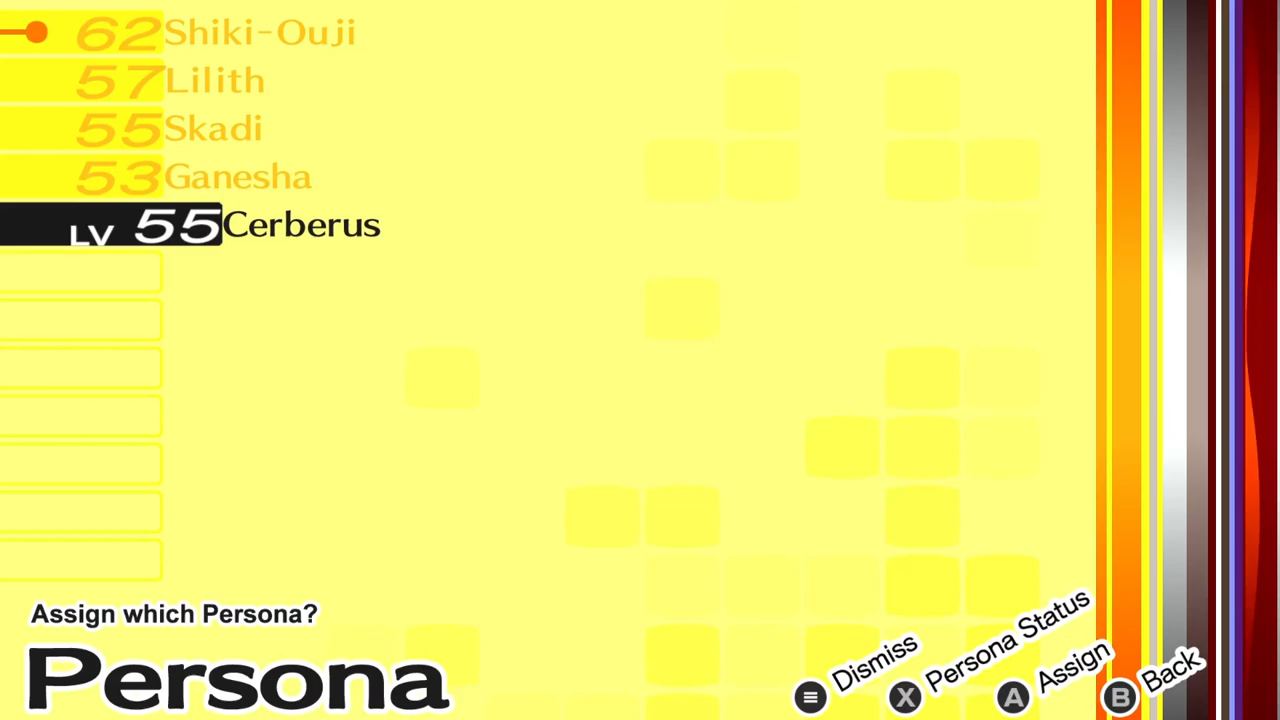 62 Shiki-Ouji
57 Lilith
55 Skadi
53 Ganesha
LV 55 Cerberus
Assign which Persona?
Persona
Dismiss
X Persona Status
A Assign
B Back